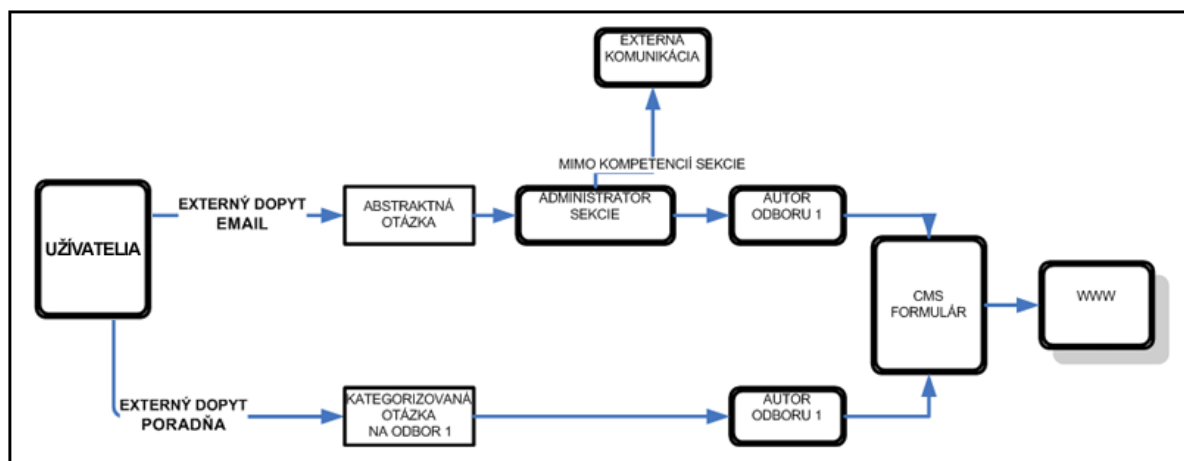 EXTERNÁ
KOMUNIKÁCIA
MIMO KOMPETENCIÍ SEKCIE
UŽÍVATELIA
EXTERNÝ DOPYT
EMAIL
ABSTRAKTNÁ
OTÁZKA
ADMINISTRÁTOR
SEKCIE
AUTOR
ODBORU 1
CMS
FORMULÁR
WWW
EXTERNÝ DOPYT
PORADŇA
KATEGORIZOVANÁ
OTÁZKA
NA ODBOR 1
AUTOR
ODBORU 1